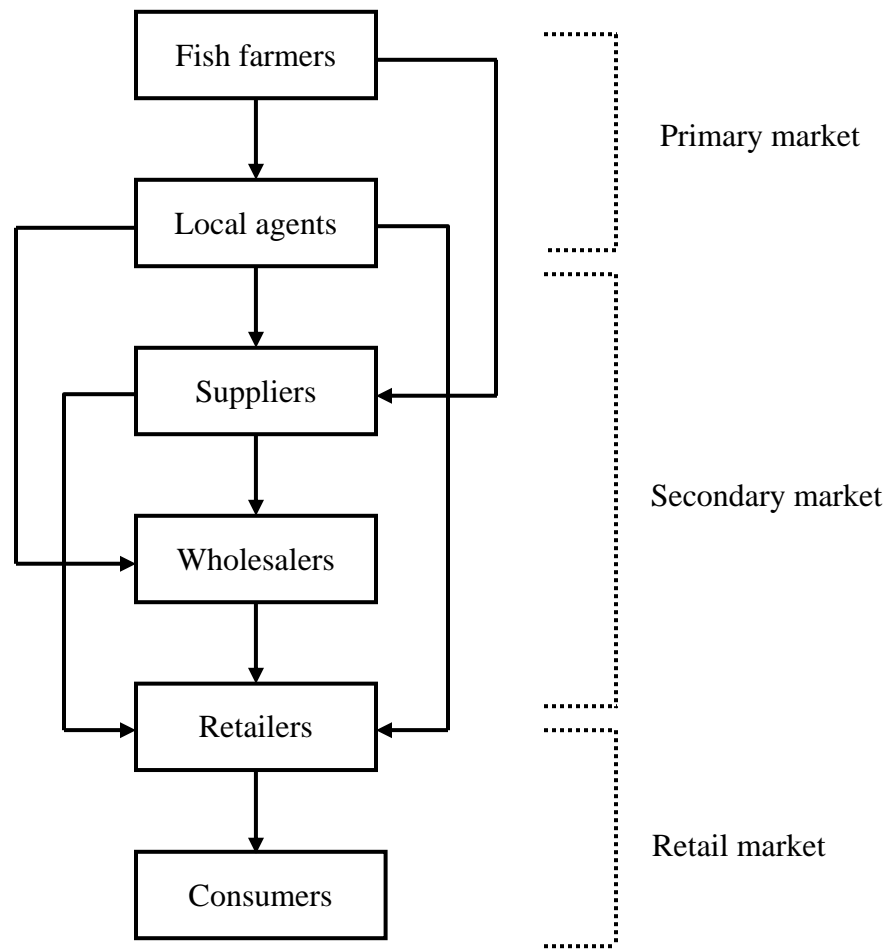 Fish farmers
Primary market
Local agents
Suppliers
Secondary market
Wholesalers
Retailers
Retail market
Consumers